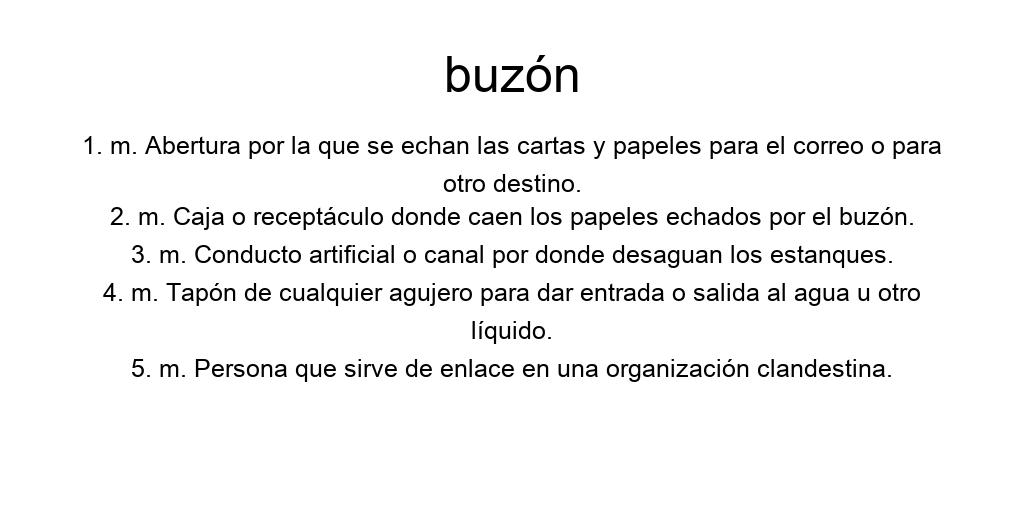 buzón
1. m. Abertura por la que se echan las cartas y papeles para el correo o para
otro destino.
2. m. Caja o receptáculo donde caen los papeles echados por el buzón.
3. m. Conducto artificial o canal por donde desaguan los estanques.
4. m. Tapón de cualquier agujero para dar entrada o salida al agua u otro
líquido.
5. m. Persona que sirve de enlace en una organización clandestina.